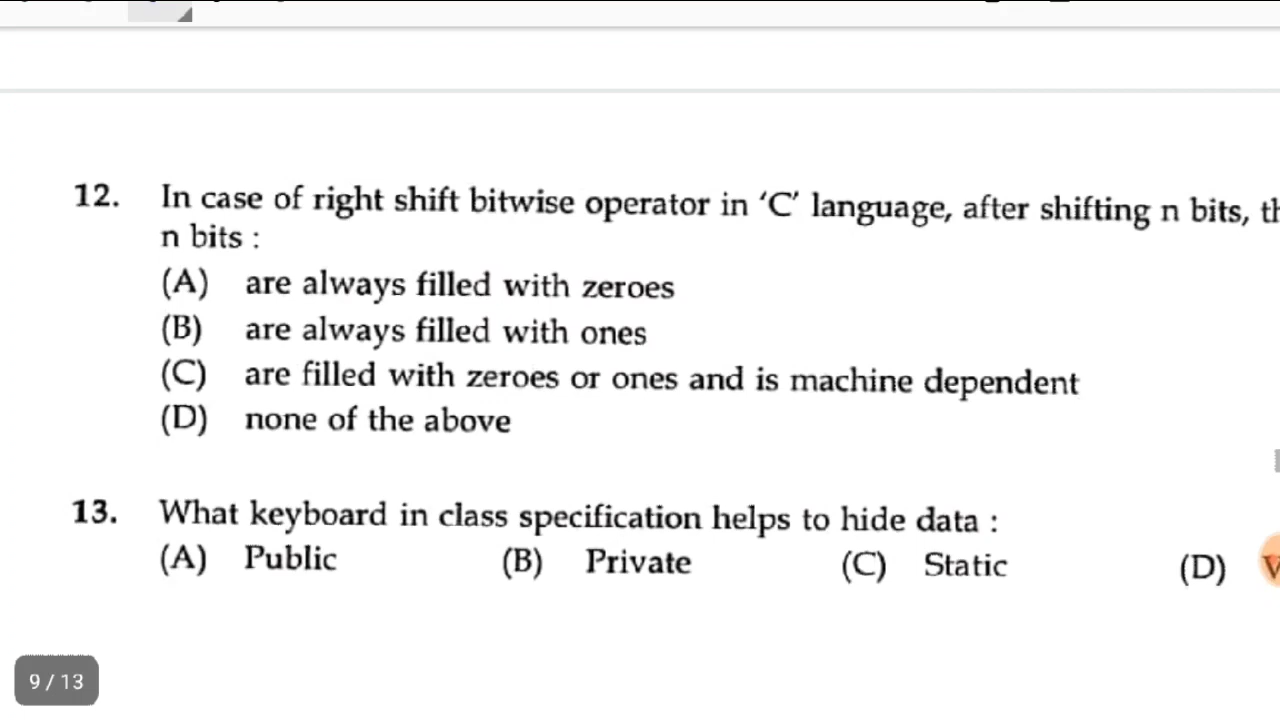 12. In case of right shift bitwise operator in ‘C’ language, after shifting n bits,
n bits :
(A) are always filled with zeroes
(B) are always filled with ones
(C) are filled with zeroes or ones and is machine dependent
(D) none of the above
13. What keyboard in class specification helps to hide data :
(A) Public (B) Private (C) Static (D)
9 / 13